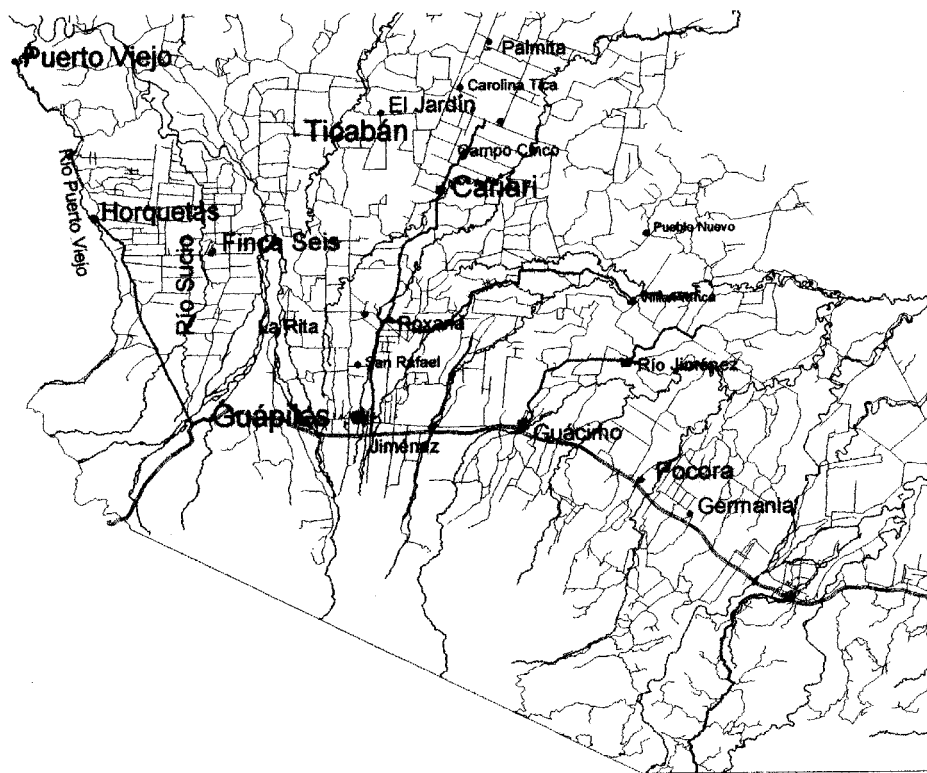 Palmita
Puerto Viejo
Carolina Tica
El Jardín
Ticabán
Campo Cinco
Cariari
Río Puerto Viejo
Horquetas
Pueblo Nuevo
Finca Seis
Río Sucio
La Rita
Roxana
San Rafael
Río Jiménez
Guápiles
Guácimo
Jiménez
Pocora
Germania